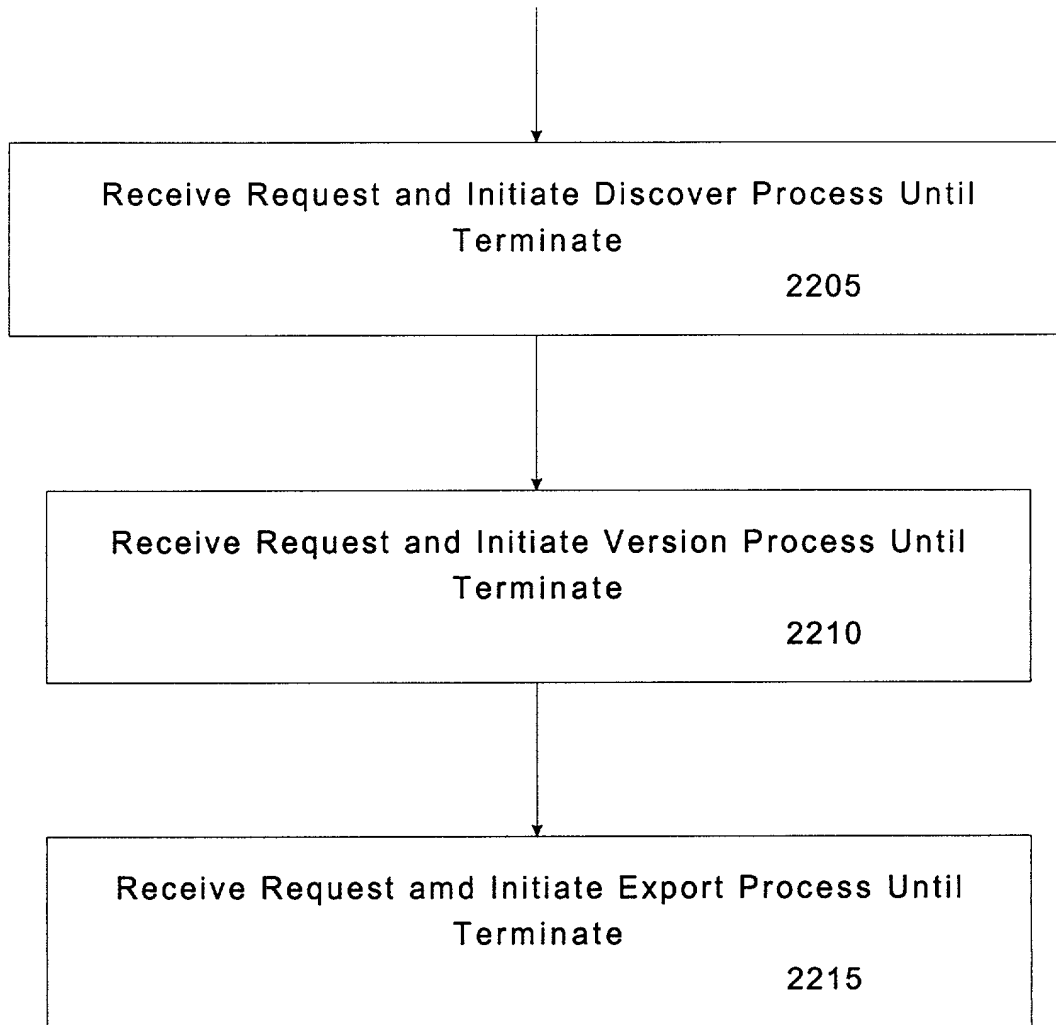 Receive Request and Initiate Discover Process Until
Terminate
2205
Receive Request and Initiate Version Process Until
Terminate
2210
Receive Request amd Initiate Export Process Until
Terminate
2215